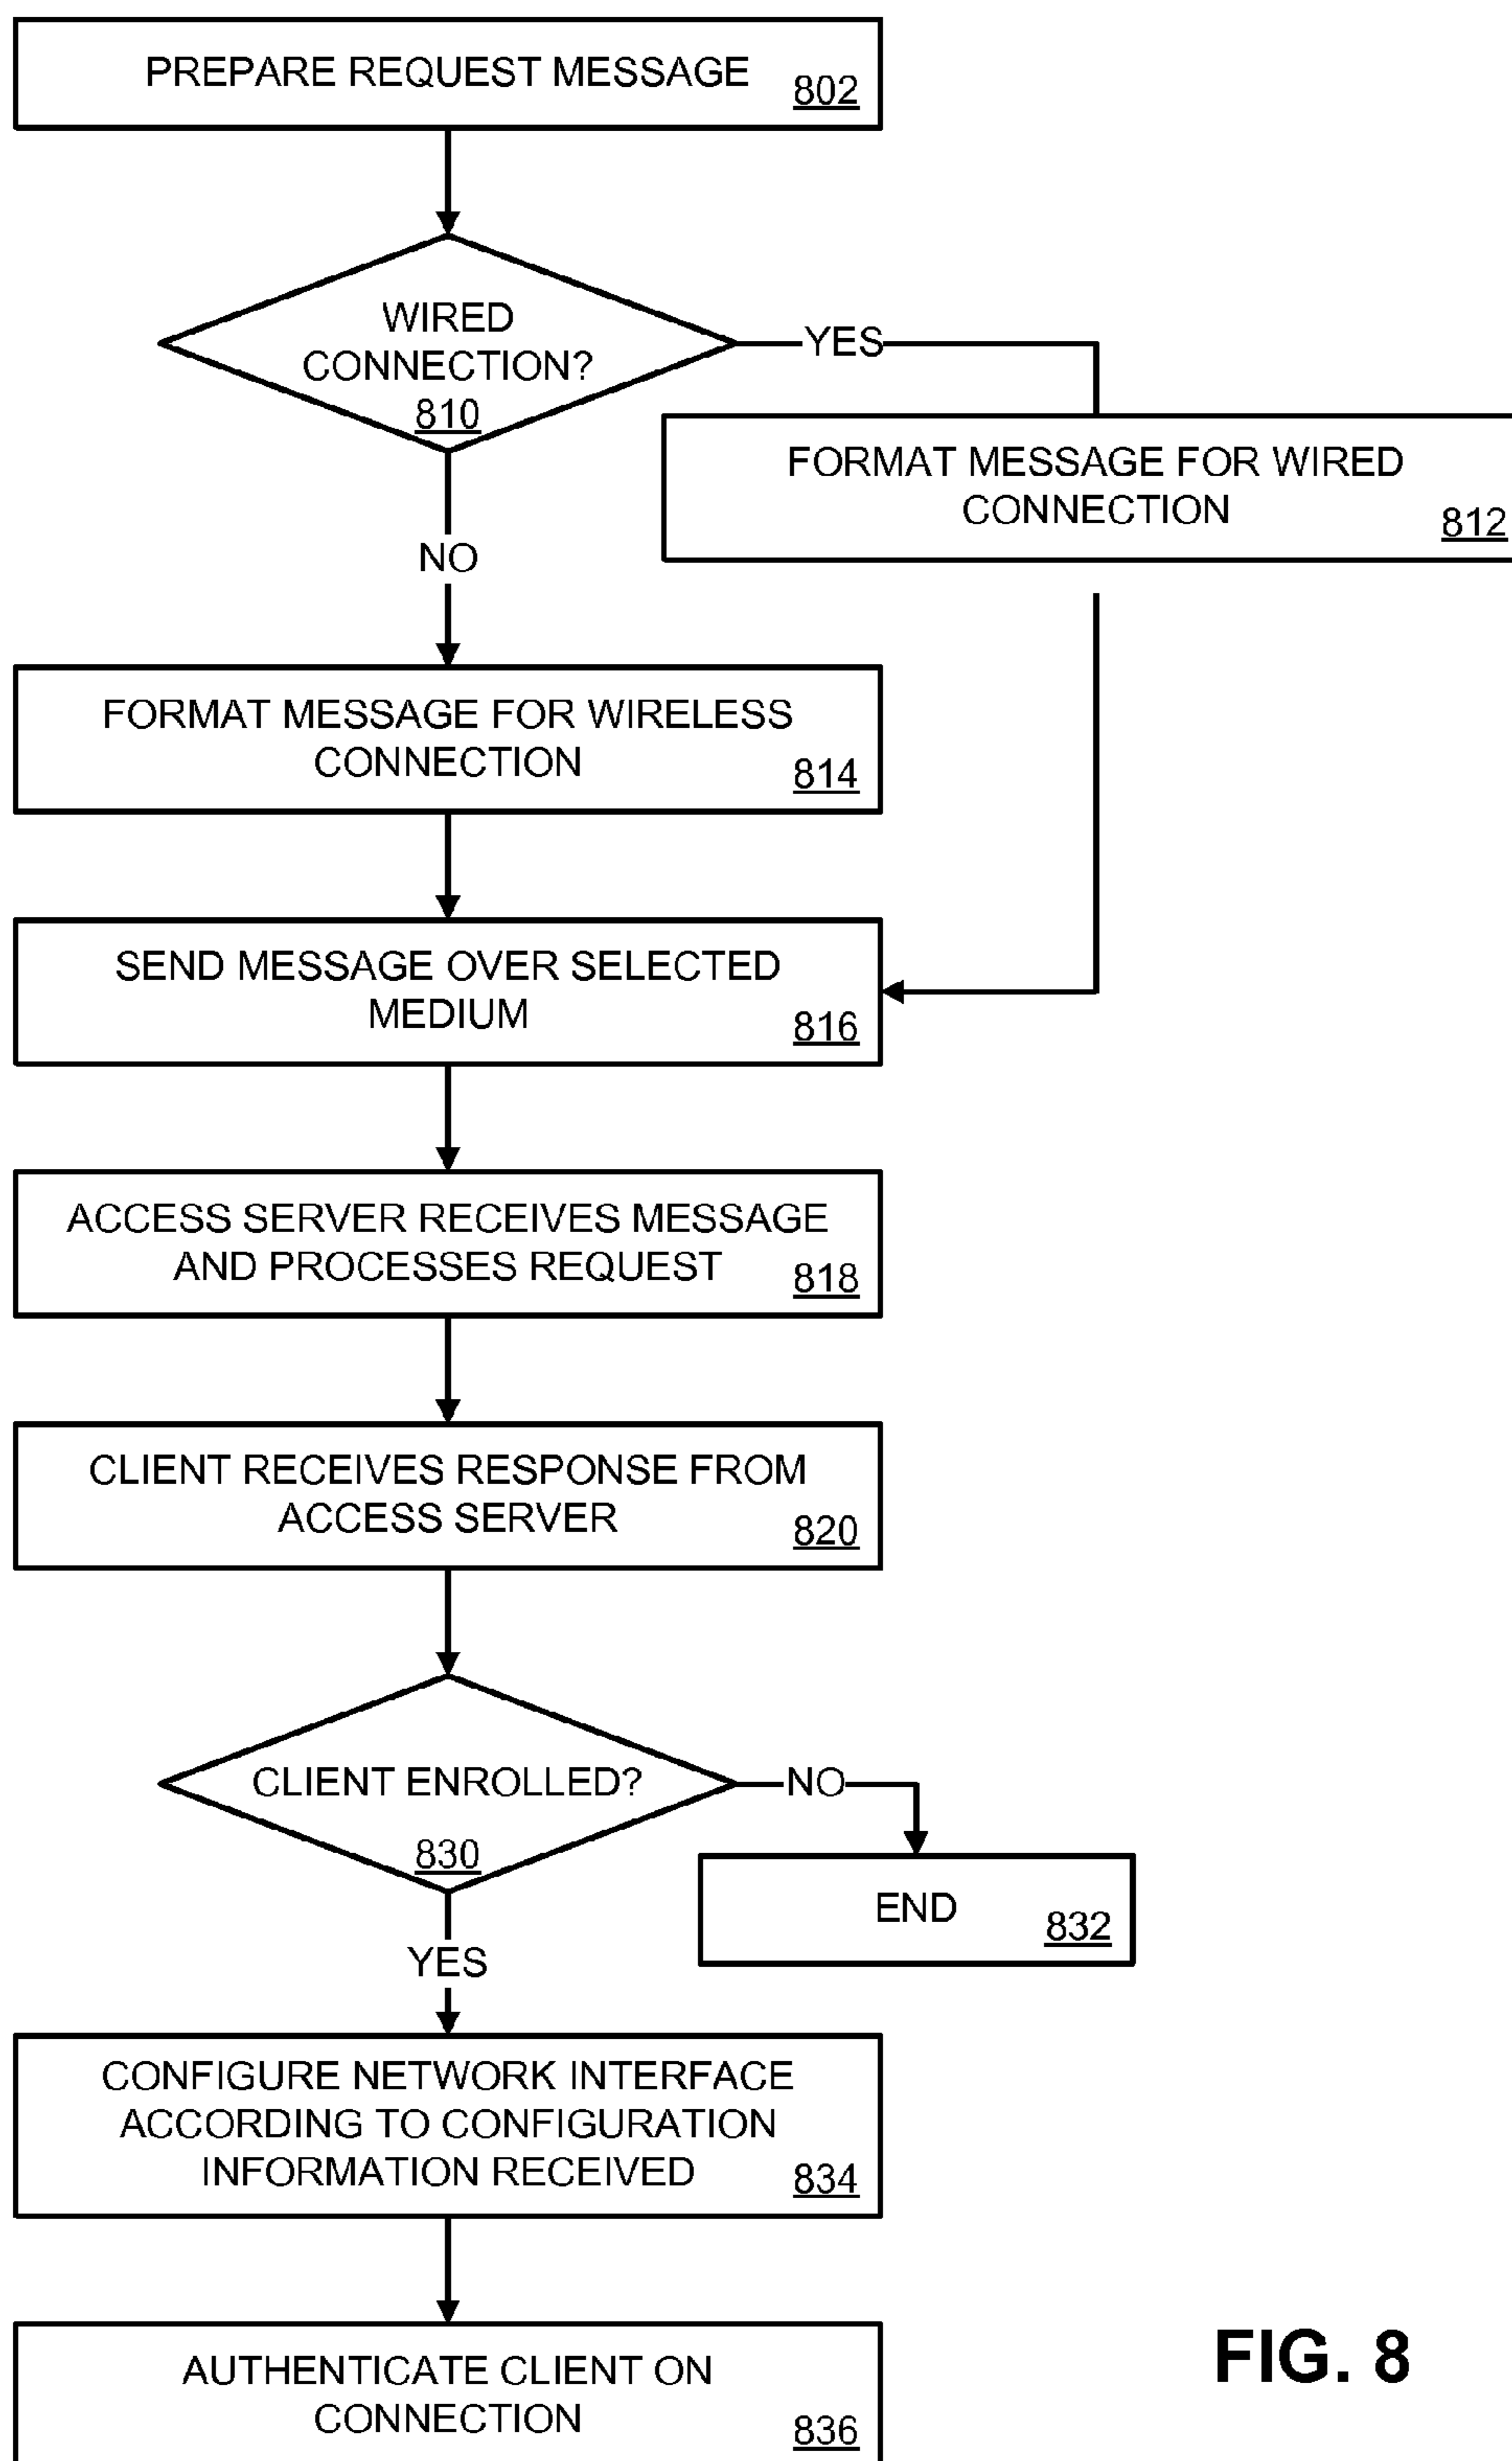 PREPARE REQUEST MESSAGE
802
WIRED
CONNECTION?
810
YES
FORMAT MESSAGE FOR WIRED
CONNECTION
812
NO
FORMAT MESSAGE FOR WIRELESS
CONNECTION
814
SEND MESSAGE OVER SELECTED
MEDIUM
816
ACCESS SERVER RECEIVES MESSAGE
AND PROCESSES REQUEST
818
CLIENT RECEIVES RESPONSE FROM
ACCESS SERVER
820
CLIENT ENROLLED?
830
NO
END
832
YES
CONFIGURE NETWORK INTERFACE
ACCORDING TO CONFIGURATION
INFORMATION RECEIVED
834
AUTHENTICATE CLIENT ON
CONNECTION
836
FIG. 8